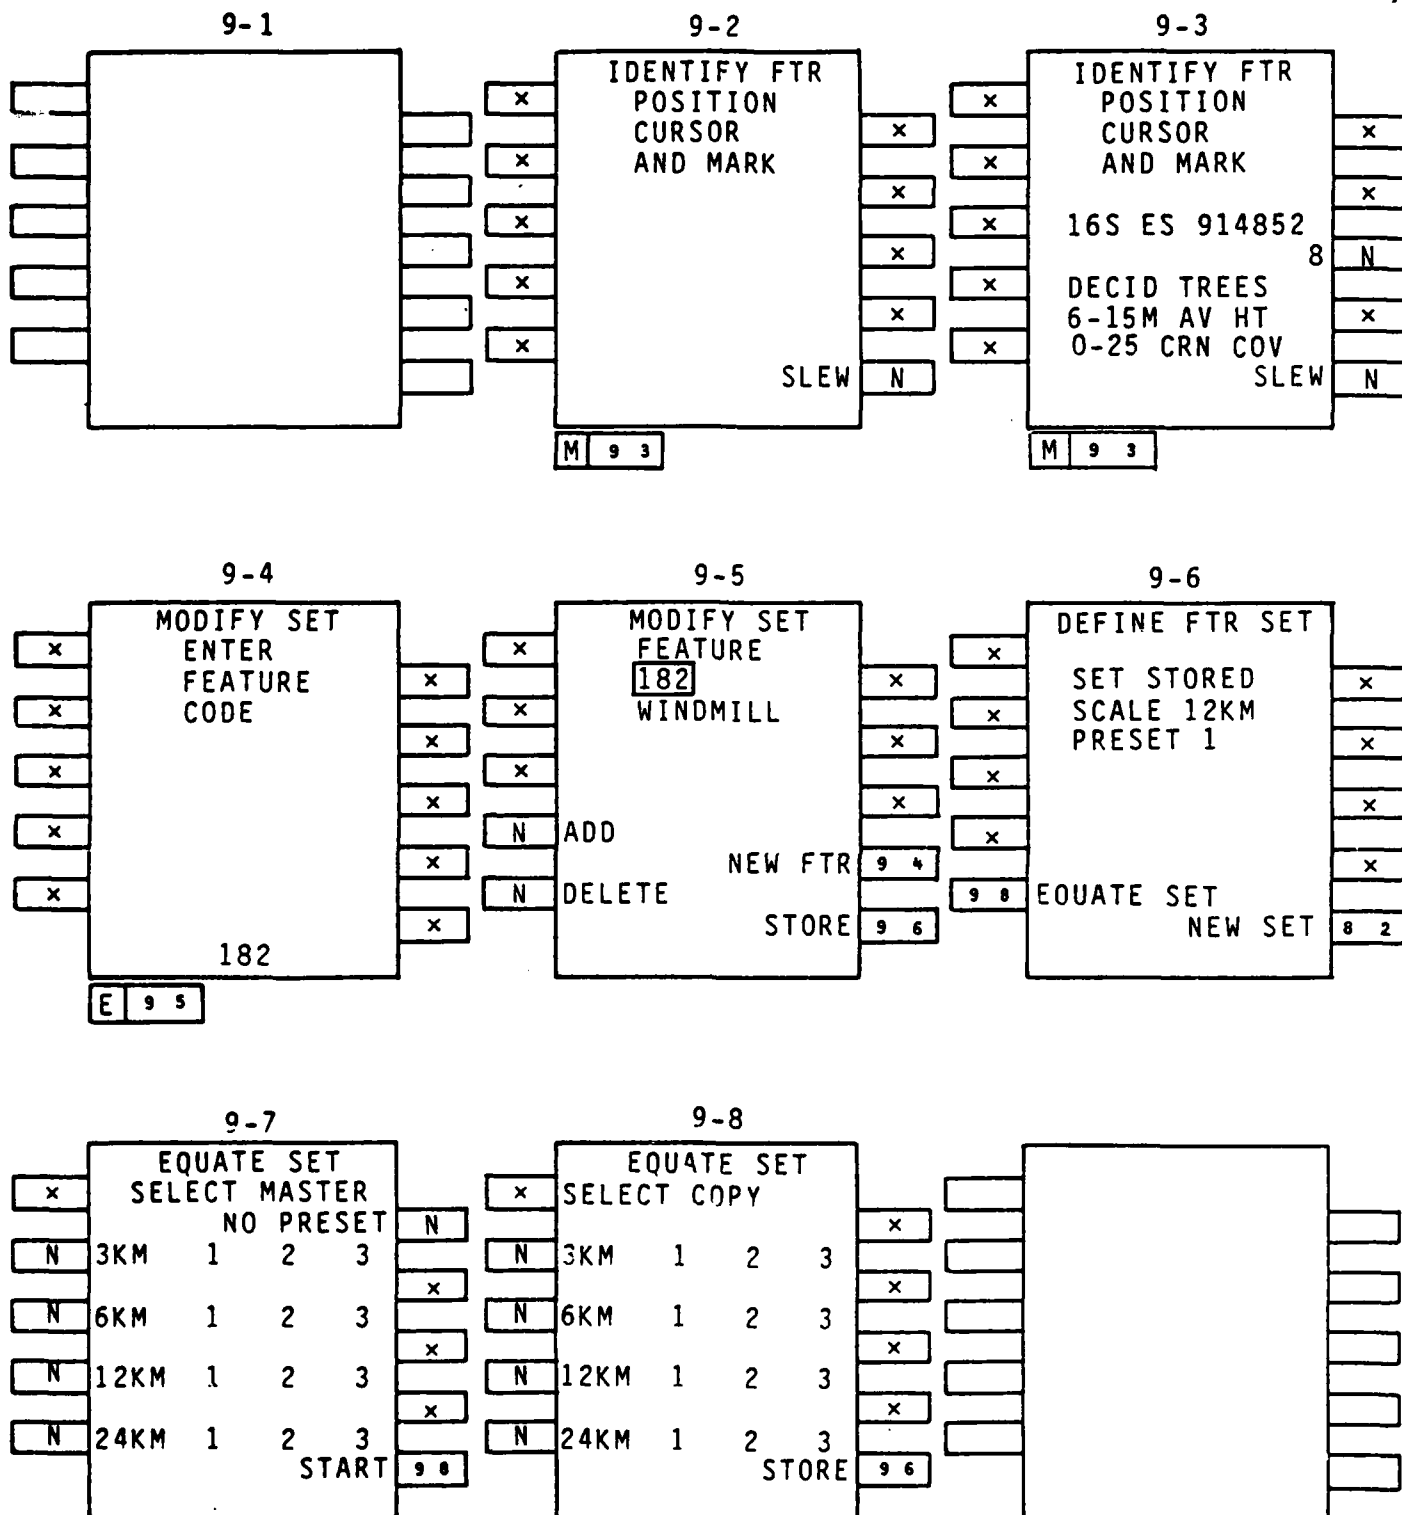 9-1
9-2
IDENTIFY FTR
× POSITION
CURSOR ×
× AND MARK
×
×
×
×
×
×
SLEW N
M 9 3
9-3
IDENTIFY FTR
× POSITION
CURSOR ×
× AND MARK
×
× 16S ES 914852
8 N
× DECID TREES
6-15M AV HT ×
× 0-25 CRN COV
SLEW N
M 9 3
9-4
MODIFY SET
× ENTER
FEATURE ×
× CODE
×
×
×
×
×
×
×
182
E 9 5
9-5
MODIFY SET
× FEATURE
182 ×
× WINDMILL
×
×
×
N ADD
NEW FTR 9 4
N DELETE
STORE 9 6
9-6
DEFINE FTR SET
×
SET STORED ×
× SCALE 12KM
PRESET 1 ×
×
×
×
×
9 8 EQUATE SET
NEW SET 8 2
9-7
EQUATE SET
× SELECT MASTER
NO PRESET N
N 3KM 1 2 3
×
N 6KM 1 2 3
×
N 12KM 1 2 3
×
N 24KM 1 2 3
START 9 8
9-8
EQUATE SET
× SELECT COPY
×
N 3KM 1 2 3
×
N 6KM 1 2 3
×
N 12KM 1 2 3
×
N 24KM 1 2 3
STORE 9 6